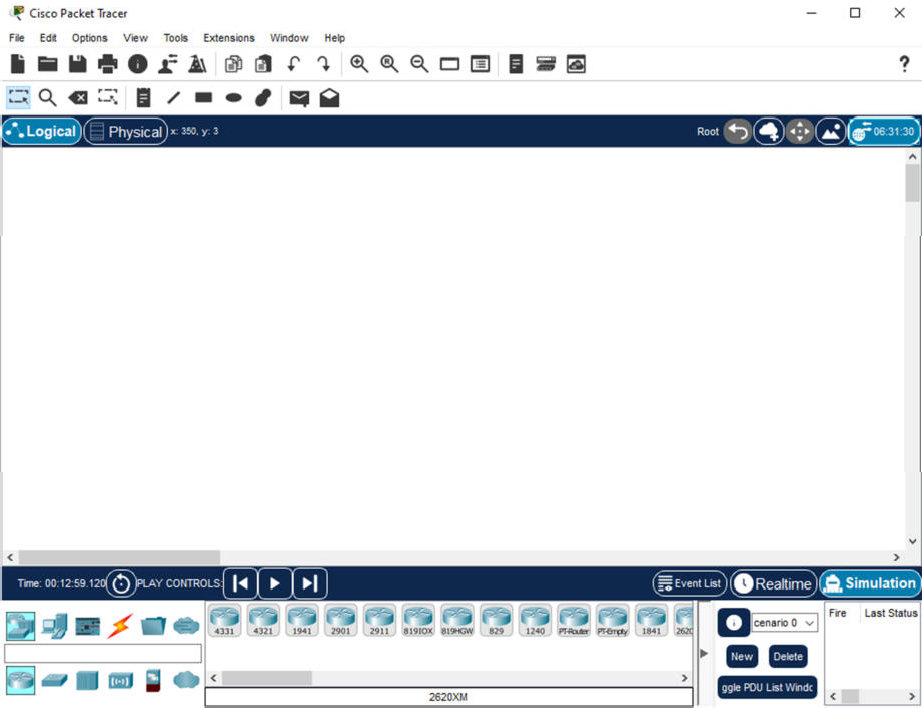 Cisco Packet Tracer
File Edit Options View Tools Extensions Window Help
Logical Physical x: 350, y: 3 Root 06:31:30
Time: 00:12:59.120 PLAY CONTROLS: Event List Realtime Simulation
4331 4321 1941 2901 2911 819IOX 819HGW 829 1240 PT-Router PT-Empty 1841 262C
cenario 0 Fire Last Status
New Delete
ggle PDU List Windo
2620XM